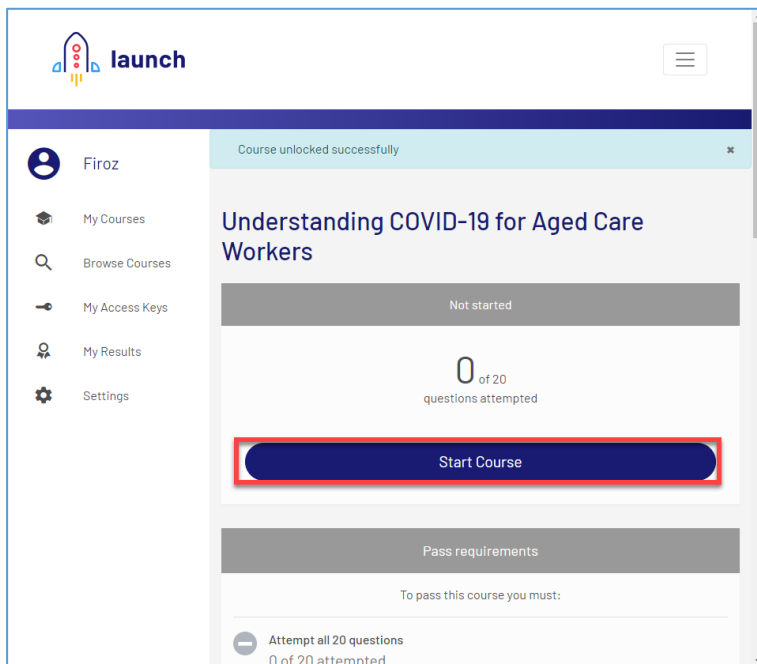 launch
Firoz
My Courses
Browse Courses
My Access Keys
My Results
Settings
Course unlocked successfully
×
Understanding COVID-19 for Aged Care
Workers
Not started
0 of 20
questions attempted
Start Course
Pass requirements
To pass this course you must:
Attempt all 20 questions
0 of 20 attempted